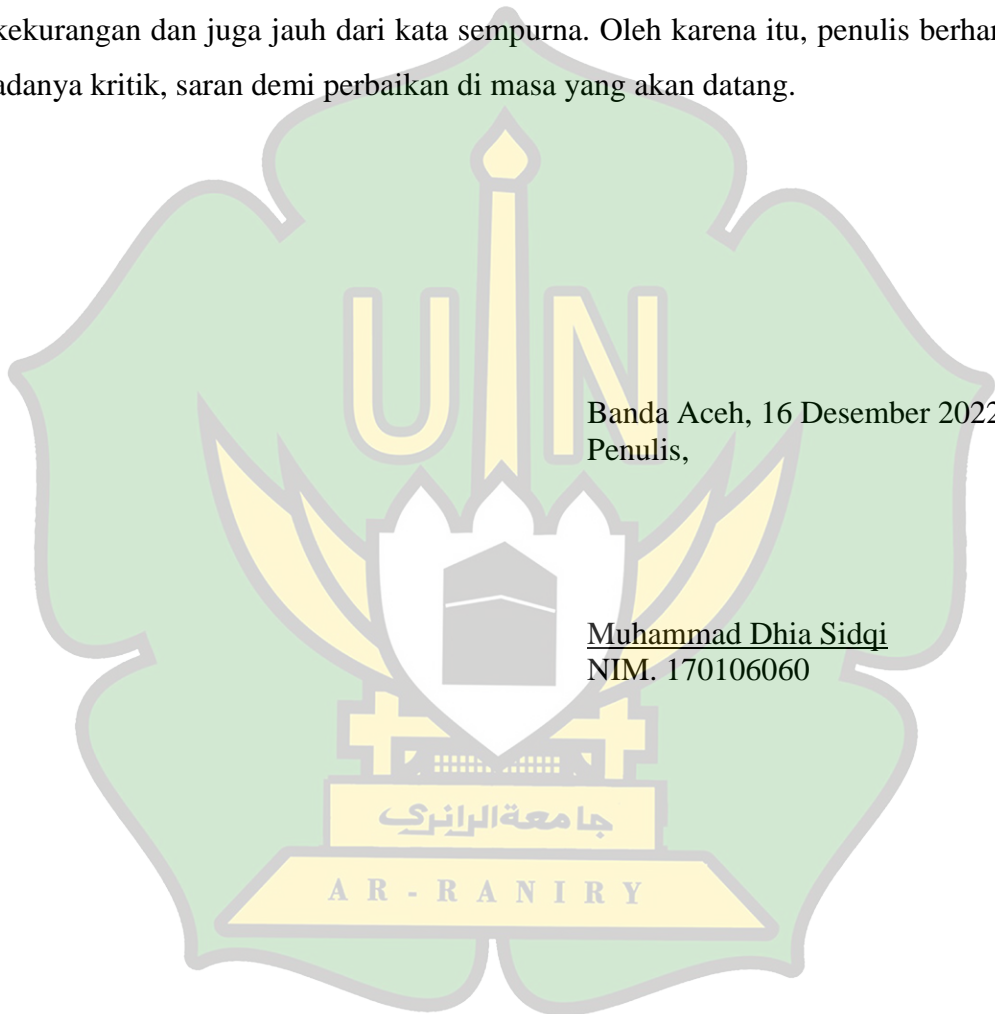 kekurangan dan juga jauh dari kata sempurna. Oleh karena itu, penulis berhar
adanya kritik, saran demi perbaikan di masa yang akan datang.
UIN
Banda Aceh, 16 Desember 2022
Penulis,
Muhammad Dhia Sidqi
NIM. 170106060
جامعة الرانري
AR-RANIRY